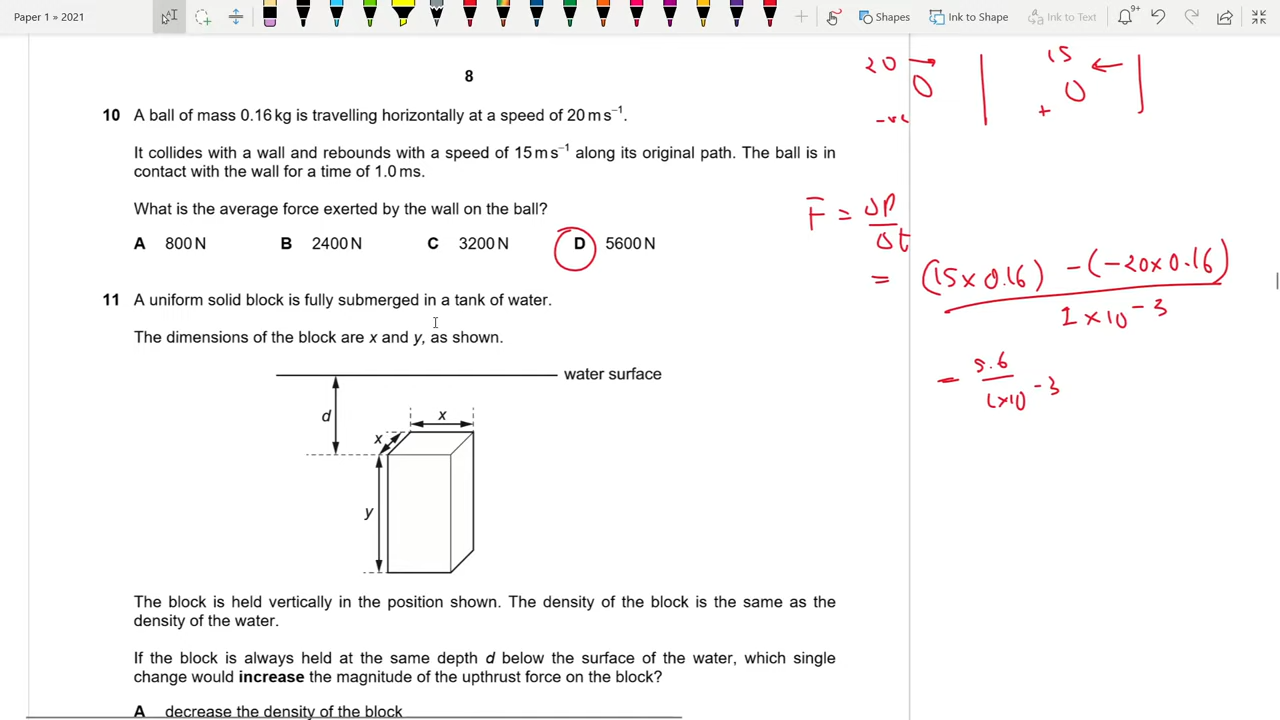 Paper 1 » 2021
Shapes
Ink to Shape
Ink to Text
9+
8
10 A ball of mass 0.16 kg is travelling horizontally at a speed of 20 m s⁻¹.
It collides with a wall and rebounds with a speed of 15 m s⁻¹ along its original path. The ball is in
contact with the wall for a time of 1.0 ms.
What is the average force exerted by the wall on the ball?
A 800 N B 2400 N C 3200 N D 5600 N
11 A uniform solid block is fully submerged in a tank of water.
The dimensions of the block are x and y, as shown.
water surface
d
x
x
y
The block is held vertically in the position shown. The density of the block is the same as the
density of the water.
If the block is always held at the same depth d below the surface of the water, which single
change would increase the magnitude of the upthrust force on the block?
A decrease the density of the block
20 →
15 ←
+
-ve
F̅ = ΔP / Δt
= (15 x 0.16) - (-20 x 0.16)
1 x 10⁻³
= 5.6
1x10⁻³